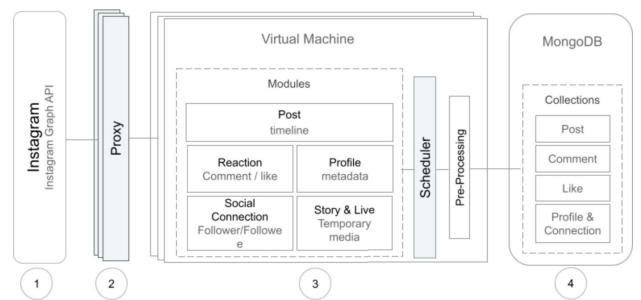 Instagram
Instagram Graph API
Proxy
Virtual Machine
Modules
Post
timeline
Reaction
Comment / like
Profile
metadata
Social
Connection
Follower/Followe
e
Story & Live
Temporary
media
Scheduler
Pre-Processing
MongoDB
Collections
Post
Comment
Like
Profile &
Connection
1
2
3
4